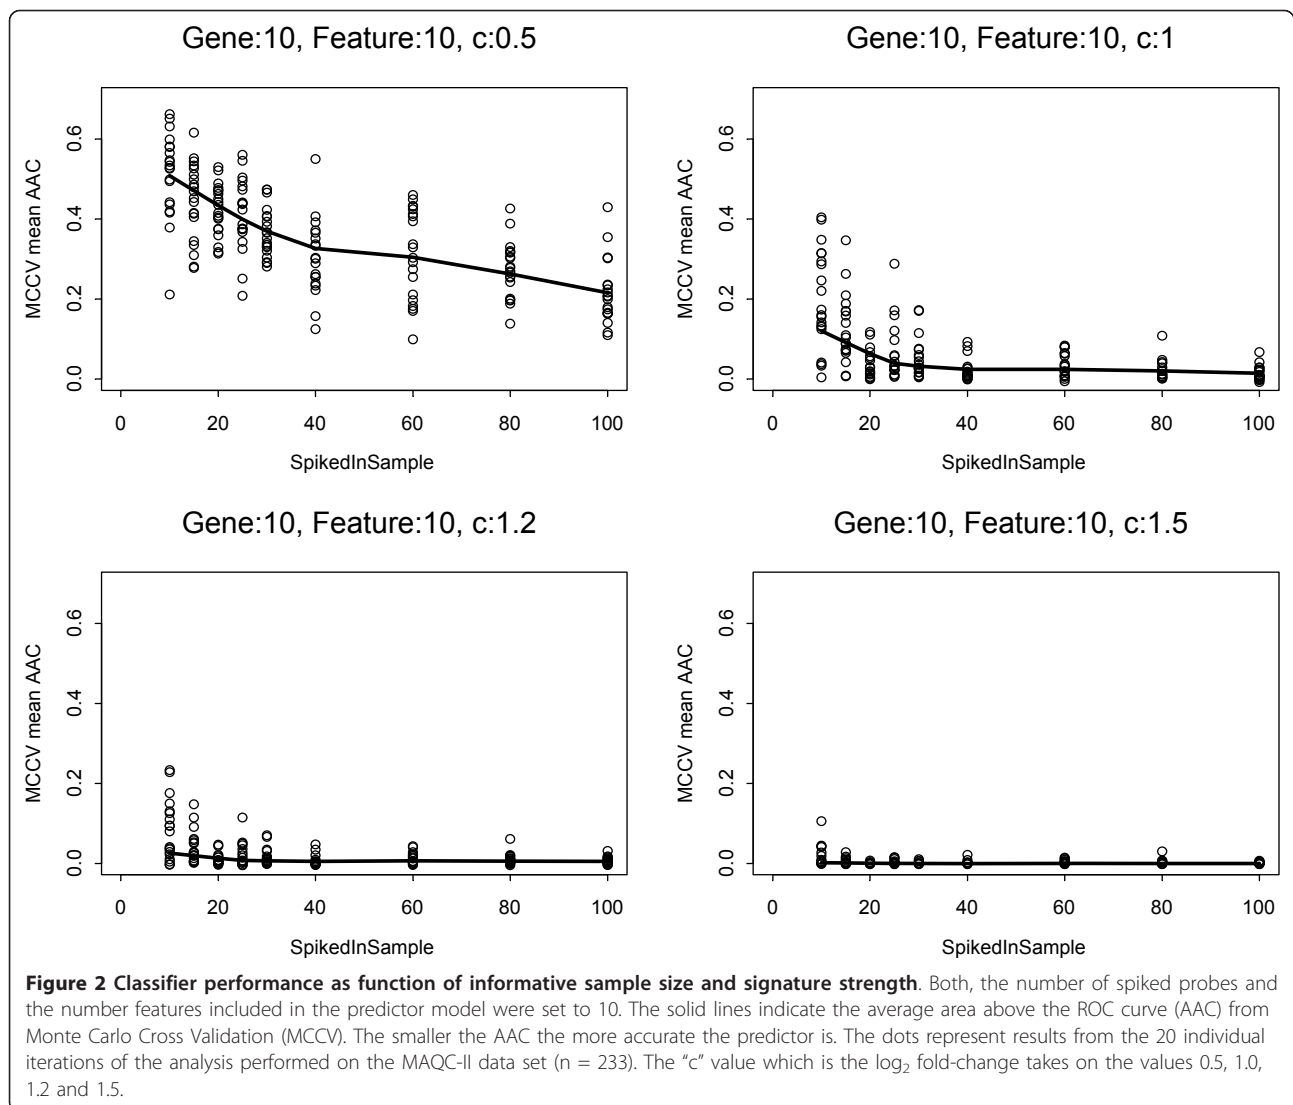 Gene:10, Feature:10, c:0.5
MCCV mean AAC
0.6
0.4
0.2
0.0
0 20 40 60 80 100
SpikedInSample
Gene:10, Feature:10, c:1
MCCV mean AAC
0.6
0.4
0.2
0.0
0 20 40 60 80 100
SpikedInSample
Gene:10, Feature:10, c:1.2
MCCV mean AAC
0.6
0.4
0.2
0.0
0 20 40 60 80 100
SpikedInSample
Gene:10, Feature:10, c:1.5
MCCV mean AAC
0.6
0.4
0.2
0.0
0 20 40 60 80 100
SpikedInSample
Figure 2 Classifier performance as function of informative sample size and signature strength. Both, the number of spiked probes and
the number features included in the predictor model were set to 10. The solid lines indicate the average area above the ROC curve (AAC) from
Monte Carlo Cross Validation (MCCV). The smaller the AAC the more accurate the predictor is. The dots represent results from the 20 individual
iterations of the analysis performed on the MAQC-II data set (n = 233). The “c” value which is the log₂ fold-change takes on the values 0.5, 1.0,
1.2 and 1.5.